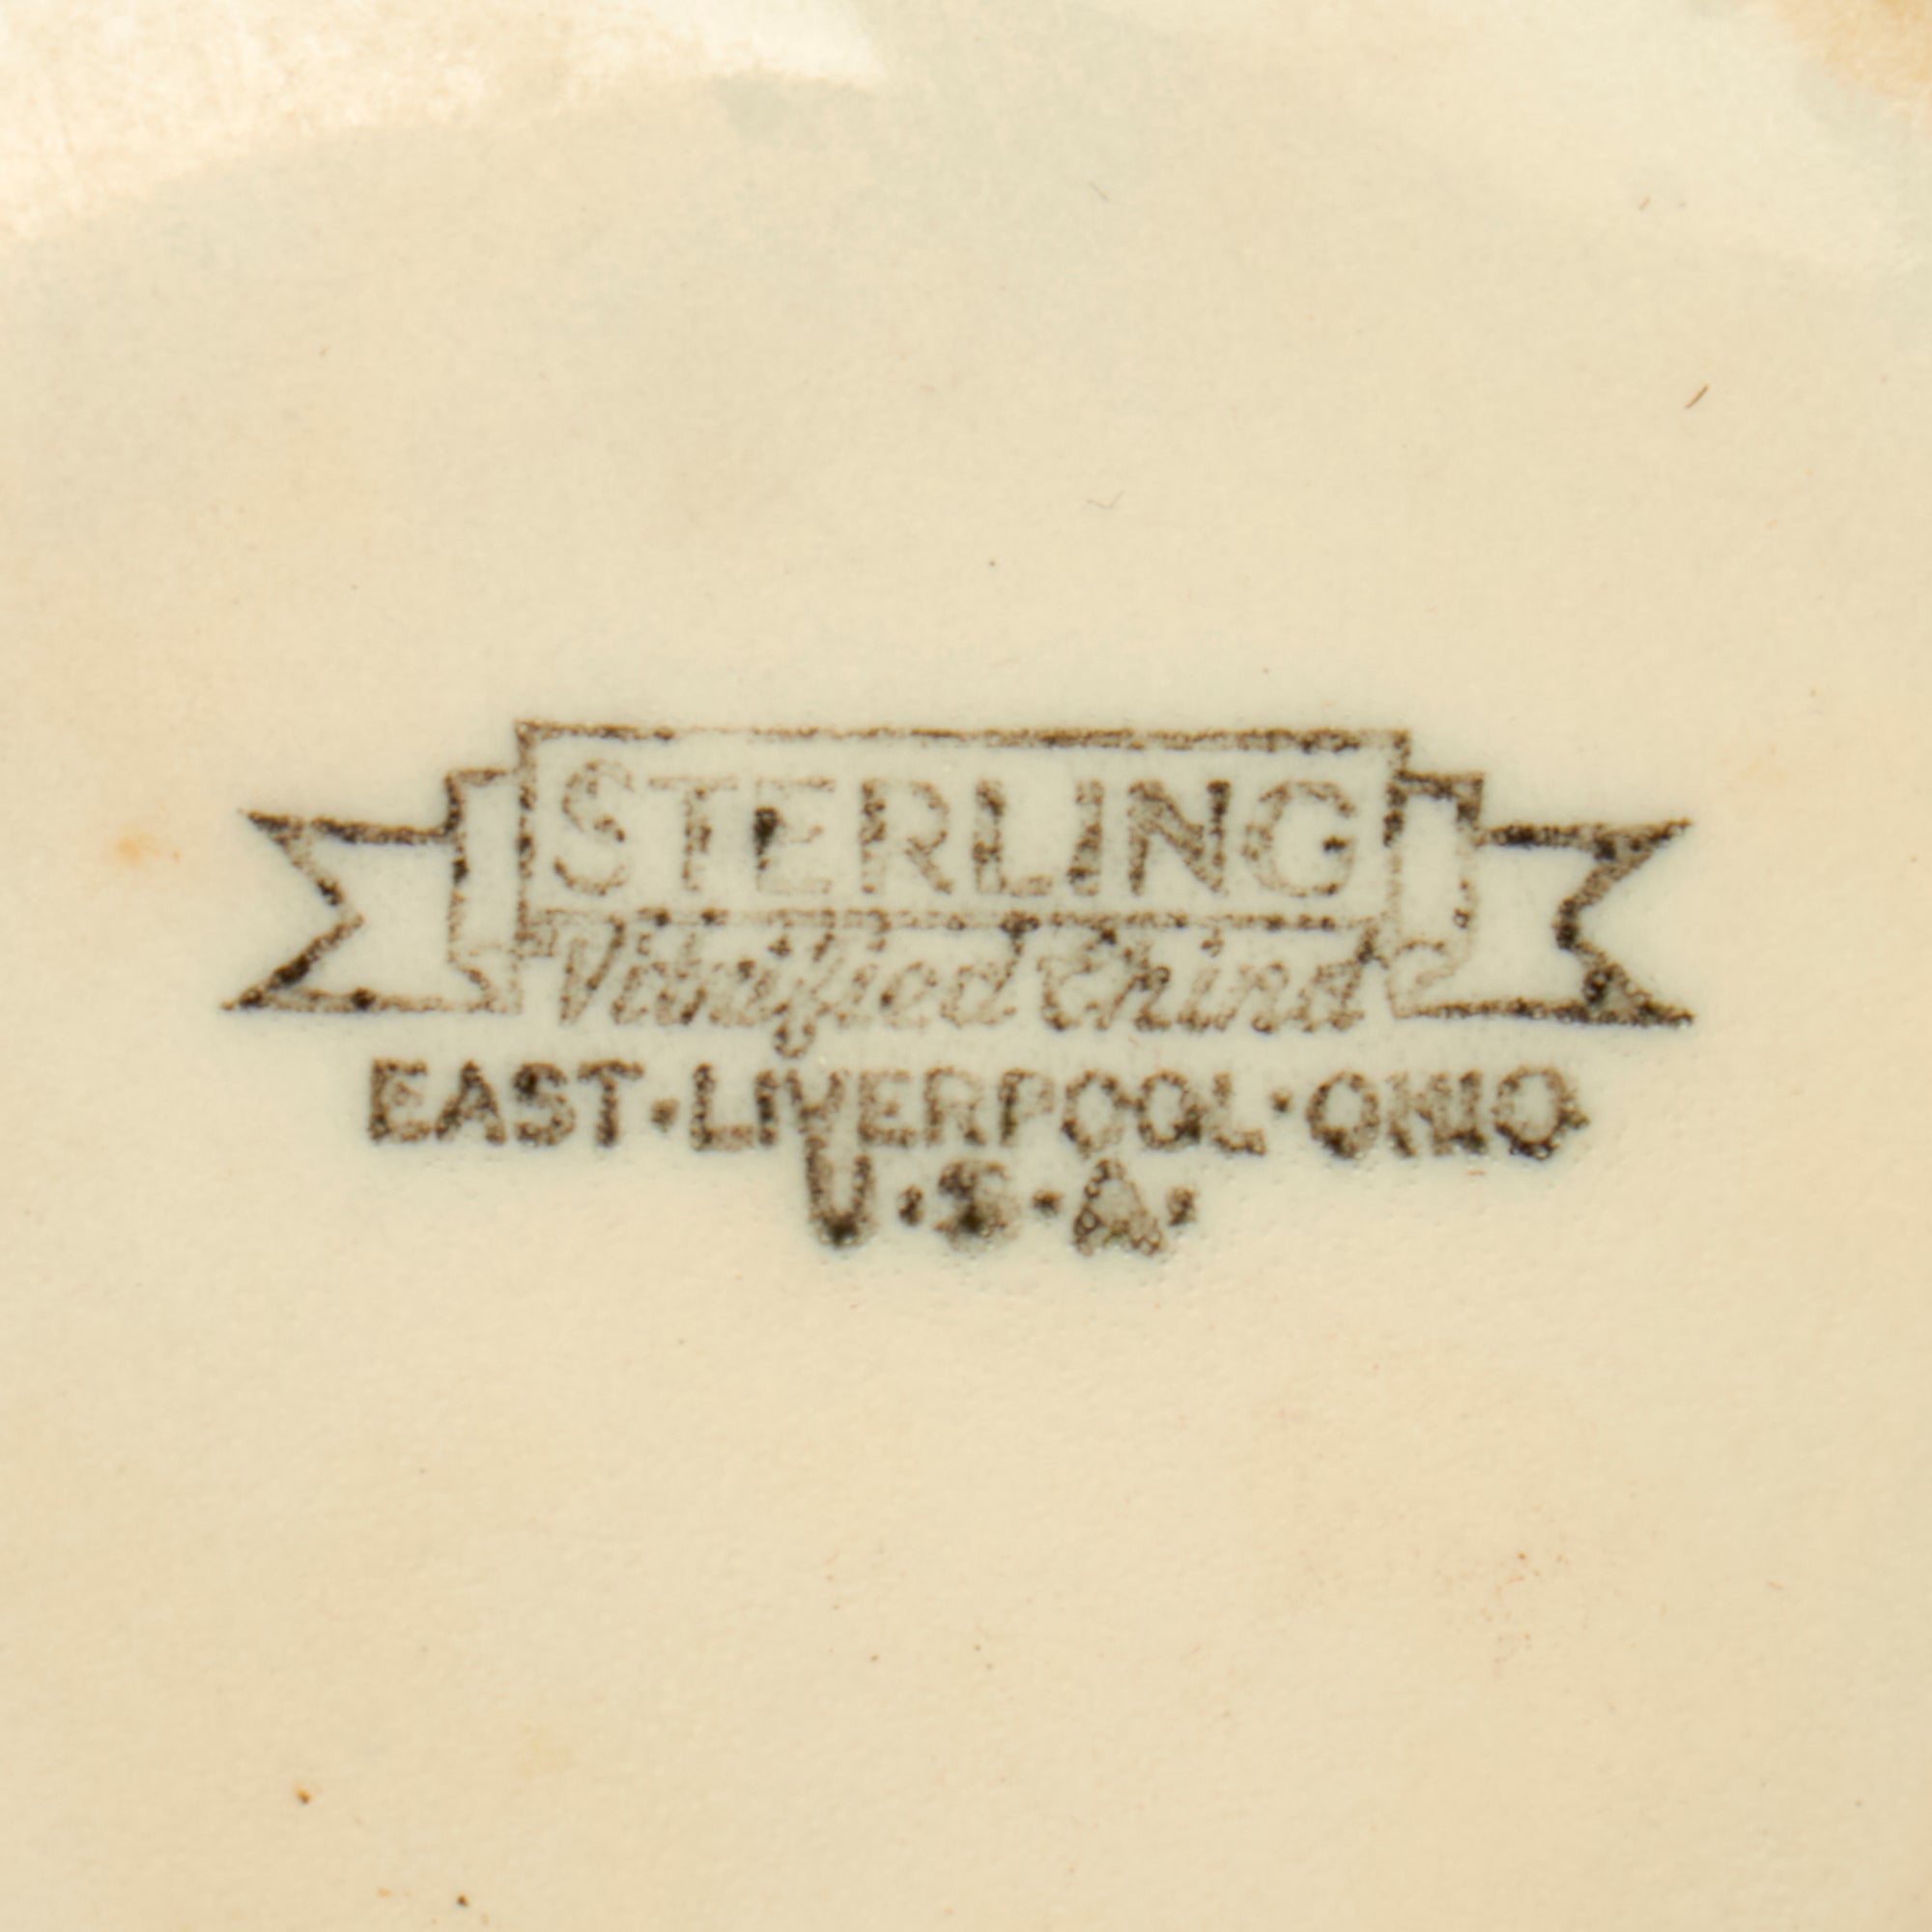 STERLING
Vitrified China
EAST·LIVERPOOL·OHIO
U·S·A·